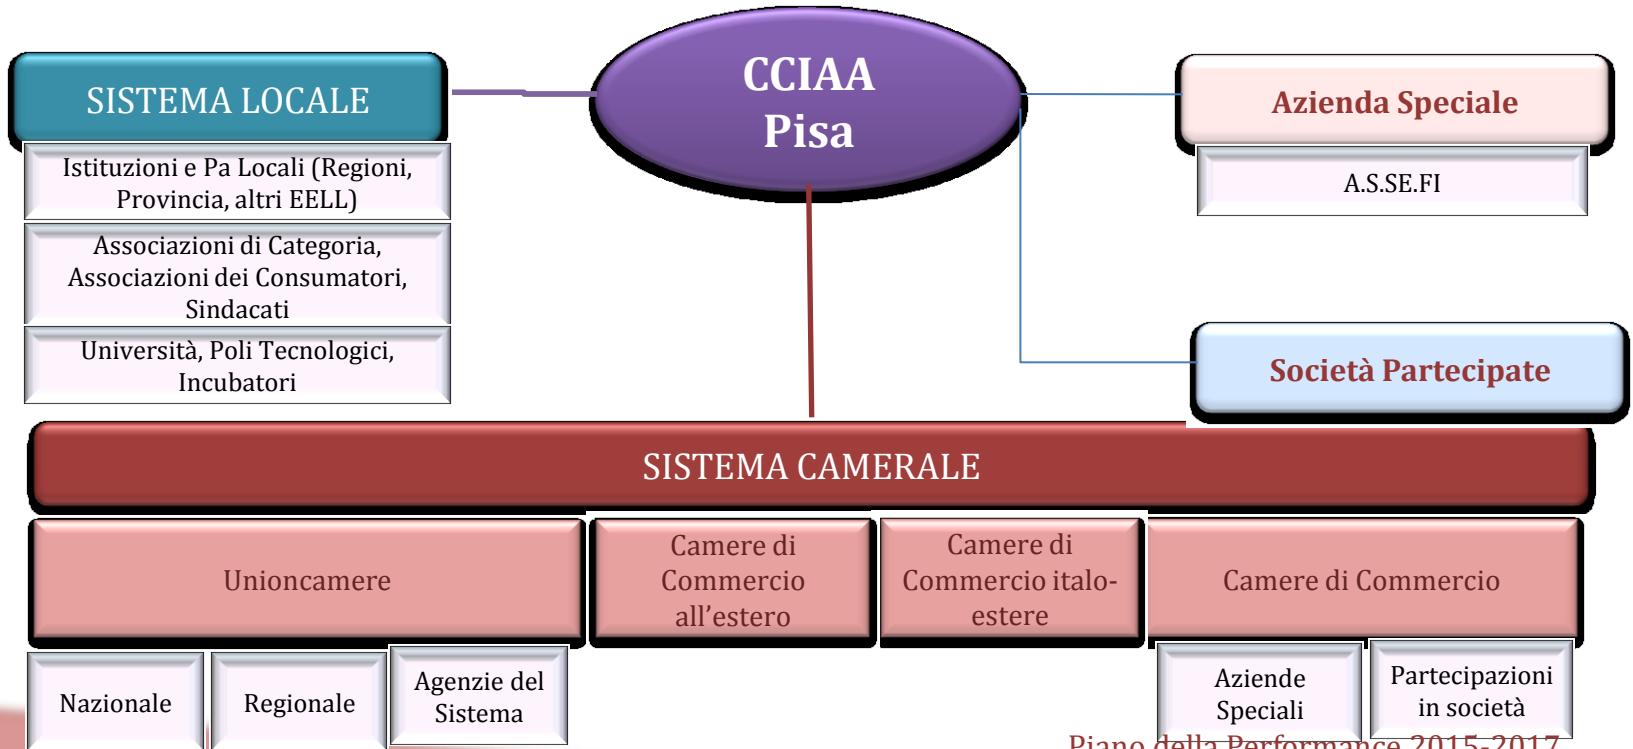 CCIAA
Pisa
SISTEMA LOCALE
Istituzioni e Pa Locali (Regioni,
Provincia, altri EELL)
Associazioni di Categoria,
Associazioni dei Consumatori,
Sindacati
Università, Poli Tecnologici,
Incubatori
Azienda Speciale
A.S.SE.FI
Società Partecipate
SISTEMA CAMERALE
Unioncamere
Camere di
Commercio
all’estero
Camere di
Commercio italo-
estere
Camere di Commercio
Nazionale
Regionale
Agenzie del
Sistema
Aziende
Speciali
Partecipazioni
in società
Piano della Performance 2015-2017